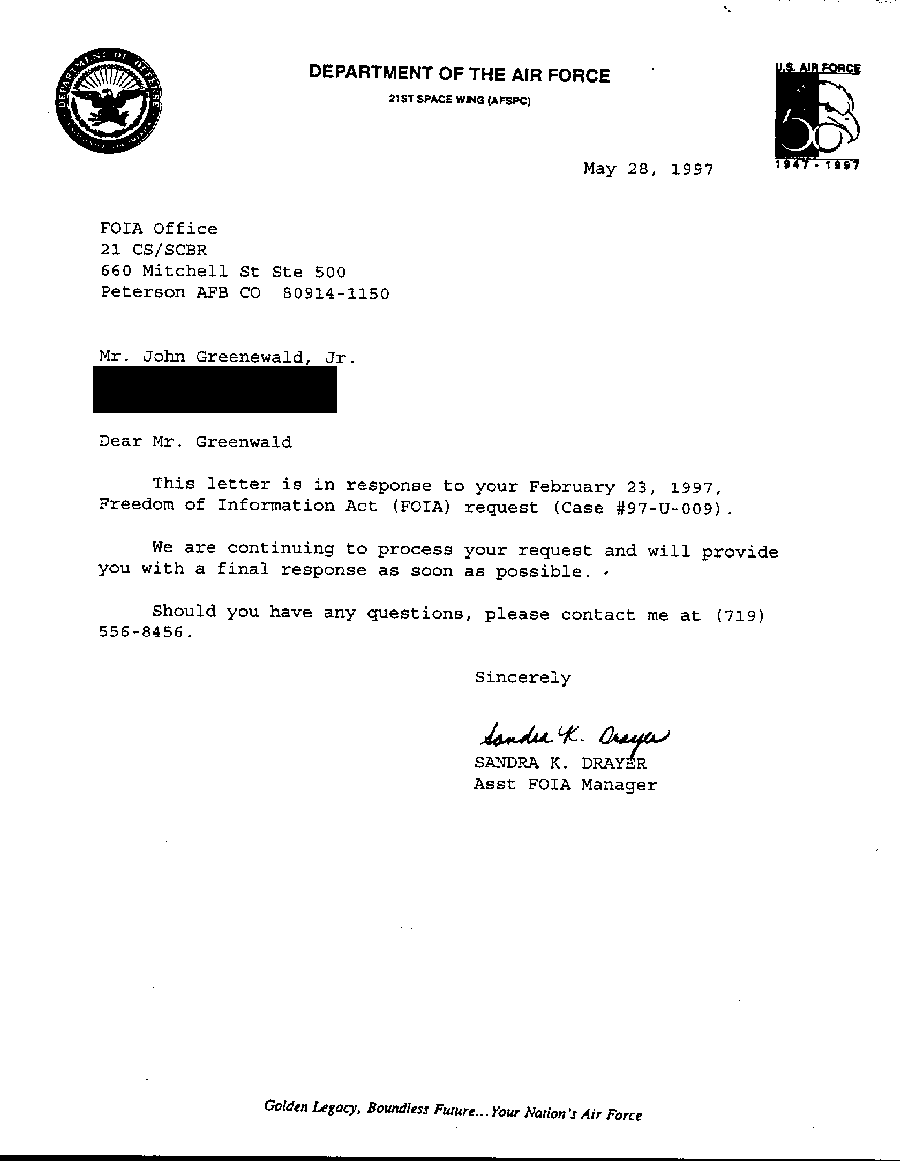 DEPARTMENT OF DEFENSE
DEPARTMENT OF THE AIR FORCE
21ST SPACE WING (AFSPC)
U.S. AIR FORCE
50
1947 - 1997
May 28, 1997
FOIA Office
21 CS/SCBR
660 Mitchell St Ste 500
Peterson AFB CO 80914-1150
Mr. John Greenewald, Jr.
Dear Mr. Greenwald
This letter is in response to your February 23, 1997,
Freedom of Information Act (FOIA) request (Case #97-U-009).
We are continuing to process your request and will provide
you with a final response as soon as possible.
Should you have any questions, please contact me at (719)
556-8456.
Sincerely
Sandra K. Drayer
SANDRA K. DRAYER
Asst FOIA Manager
Golden Legacy, Boundless Future... Your Nation's Air Force